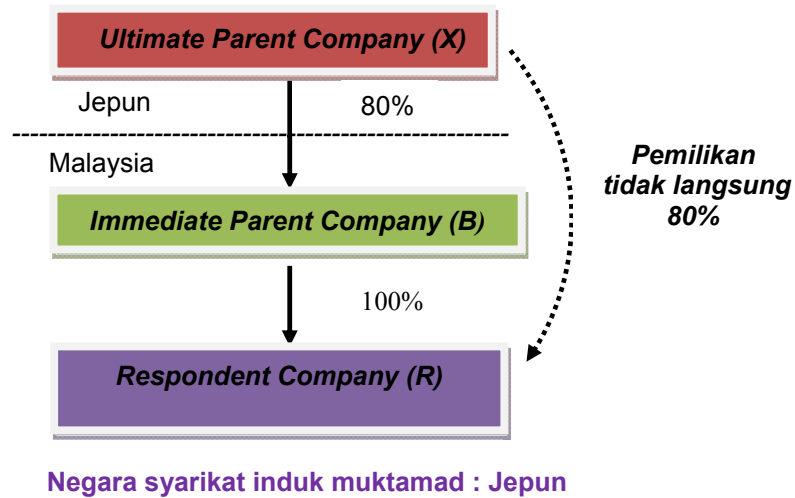 Ultimate Parent Company (X)
Jepun
80%
Malaysia
Pemilikan
tidak langsung
80%
Immediate Parent Company (B)
100%
Respondent Company (R)
Negara syarikat induk muktamad : Jepun